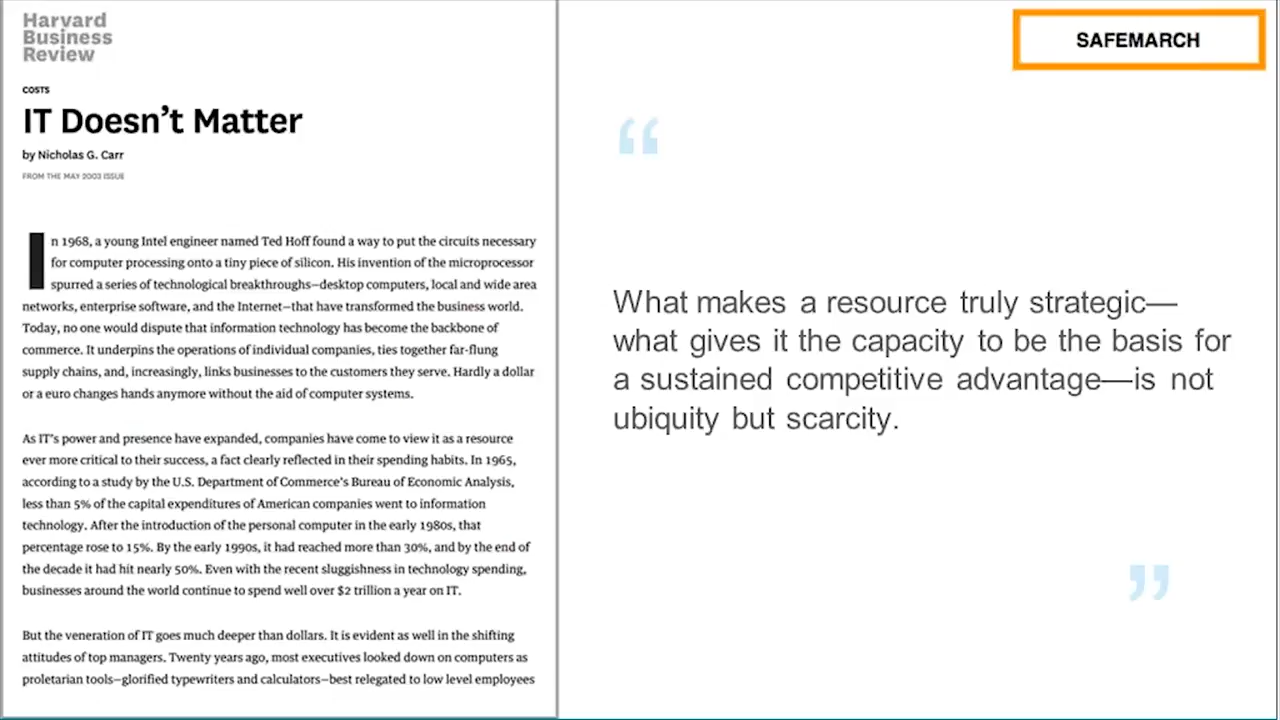 Harvard
Business
Review
COSTS
IT Doesn't Matter
by Nicholas G. Carr
FROM THE MAY 2003 ISSUE
In 1968, a young Intel engineer named Ted Hoff found a way to put the circuits necessary
for computer processing onto a tiny piece of silicon. His invention of the microprocessor
spurred a series of technological breakthroughs—desktop computers, local and wide area
networks, enterprise software, and the Internet—that have transformed the business world.
Today, no one would dispute that information technology has become the backbone of
commerce. It underpins the operations of individual companies, ties together far-flung
supply chains, and, increasingly, links businesses to the customers they serve. Hardly a dollar
or a euro changes hands anymore without the aid of computer systems.
As IT's power and presence have expanded, companies have come to view it as a resource
ever more critical to their success, a fact clearly reflected in their spending habits. In 1965,
according to a study by the U.S. Department of Commerce's Bureau of Economic Analysis,
less than 5% of the capital expenditures of American companies went to information
technology. After the introduction of the personal computer in the early 1980s, that
percentage rose to 15%. By the early 1990s, it had reached more than 30%, and by the end of
the decade it had hit nearly 50%. Even with the recent sluggishness in technology spending,
businesses around the world continue to spend well over $2 trillion a year on IT.
But the veneration of IT goes much deeper than dollars. It is evident as well in the shifting
attitudes of top managers. Twenty years ago, most executives looked down on computers as
proletarian tools—glorified typewriters and calculators—best relegated to low level employees
SAFEMARCH
“
What makes a resource truly strategic—
what gives it the capacity to be the basis for
a sustained competitive advantage—is not
ubiquity but scarcity.
”